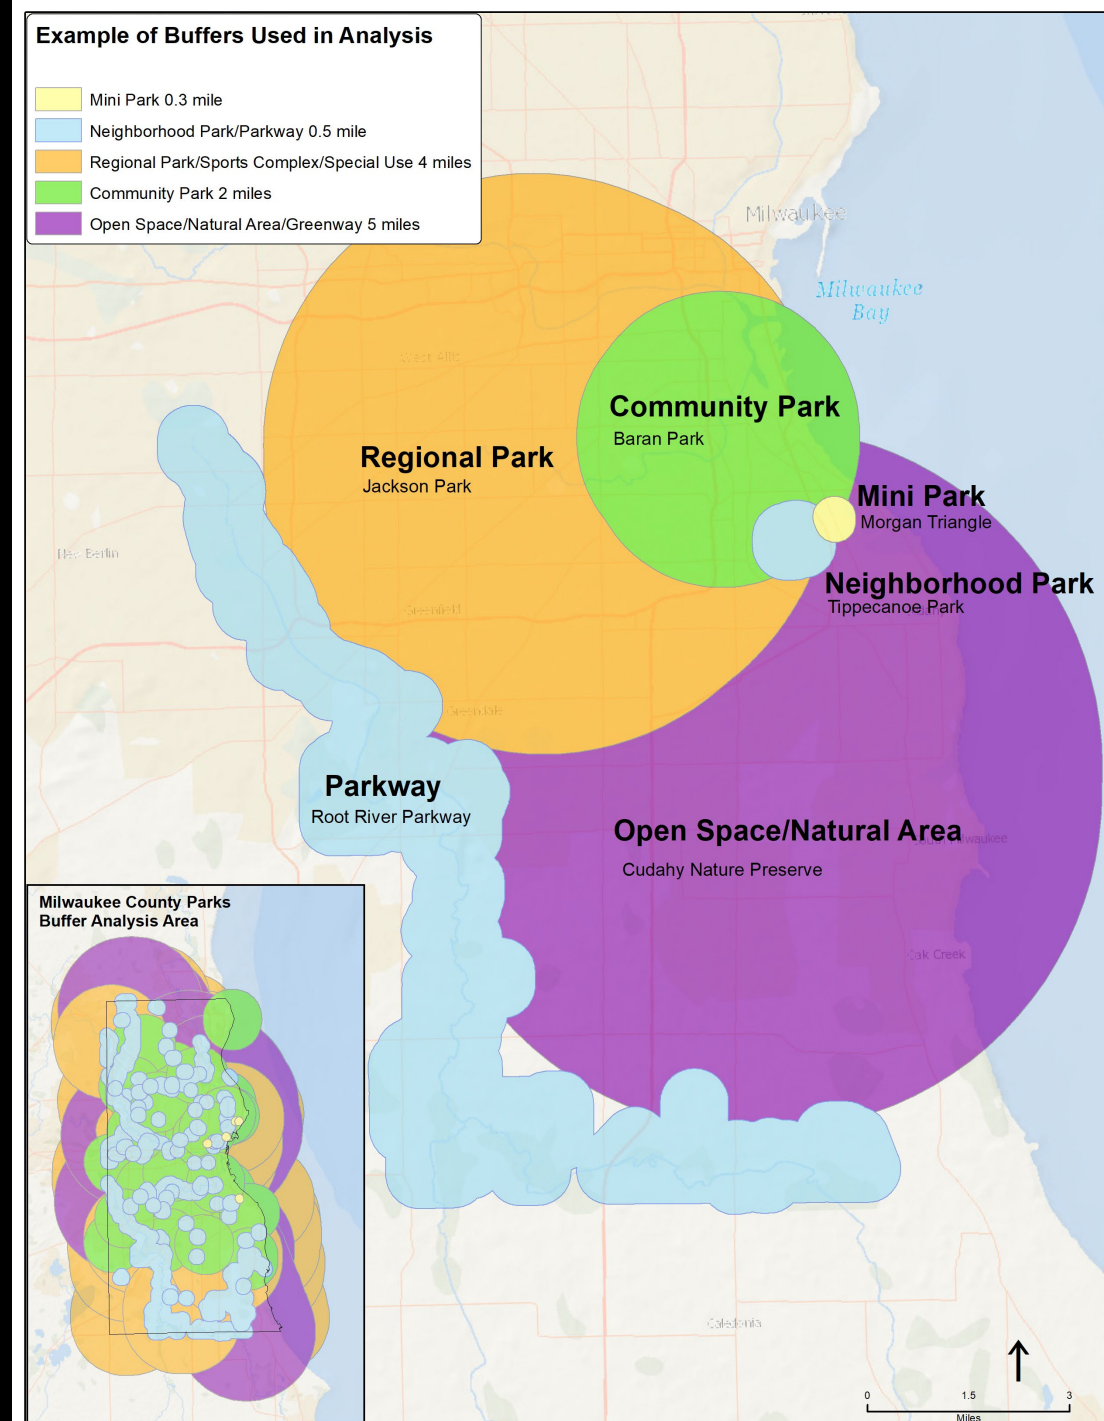 Example of Buffers Used in Analysis
Mini Park 0.3 mile
Neighborhood Park/Parkway 0.5 mile
Regional Park/Sports Complex/Special Use 4 miles
Community Park 2 miles
Open Space/Natural Area/Greenway 5 miles
Milwaukee
Milwaukee
Bay
West Allis
Community Park
Baran Park
Regional Park
Jackson Park
Mini Park
Morgan Triangle
New Berlin
Neighborhood Park
Tippecanoe Park
Greenfield
Greendale
Parkway
Root River Parkway
Open Space/Natural Area
South Milwaukee
Cudahy Nature Preserve
Oak Creek
Milwaukee County Parks
Buffer Analysis Area
Caledonia
0 1.5 3
Miles